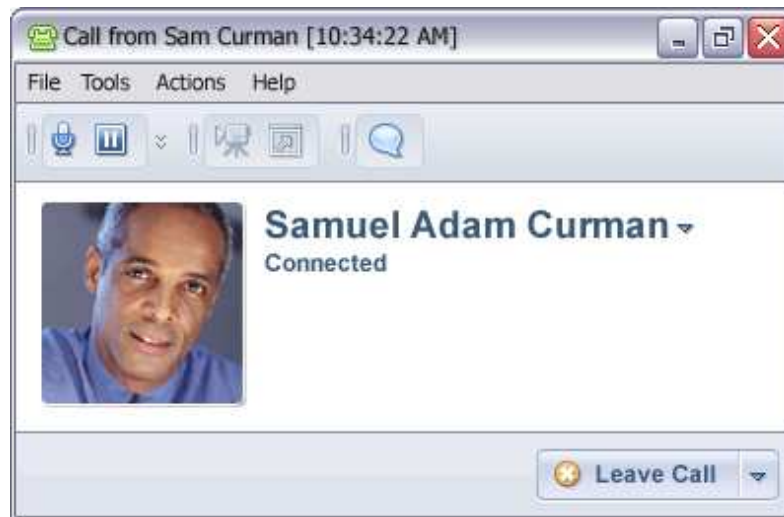 Call from Sam Curman [10:34:22 AM]
File Tools Actions Help
Samuel Adam Curman
Connected
Leave Call